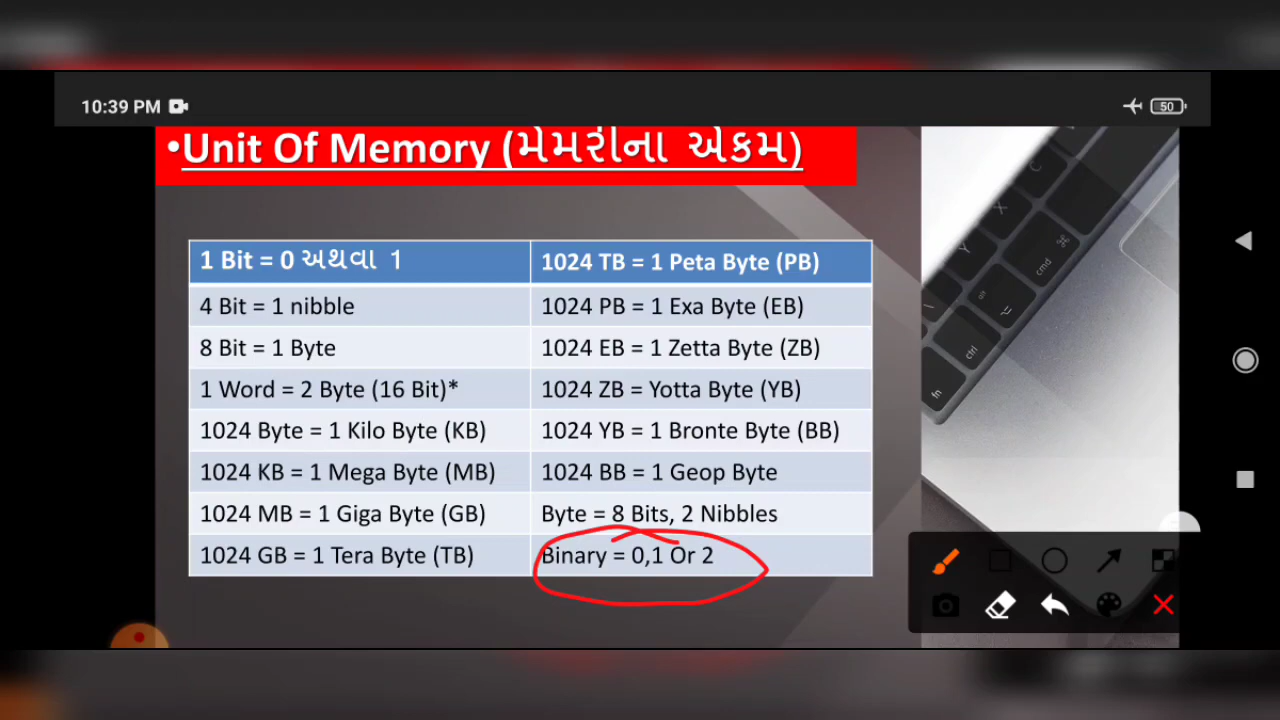 10:39 PM
50
•Unit Of Memory (મેમરીના એકમ)
1 Bit = 0 અથવા 1
1024 TB = 1 Peta Byte (PB)
4 Bit = 1 nibble
1024 PB = 1 Exa Byte (EB)
8 Bit = 1 Byte
1024 EB = 1 Zetta Byte (ZB)
1 Word = 2 Byte (16 Bit)*
1024 ZB = Yotta Byte (YB)
1024 Byte = 1 Kilo Byte (KB)
1024 YB = 1 Bronte Byte (BB)
1024 KB = 1 Mega Byte (MB)
1024 BB = 1 Geop Byte
1024 MB = 1 Giga Byte (GB)
Byte = 8 Bits, 2 Nibbles
1024 GB = 1 Tera Byte (TB)
Binary = 0,1 Or 2
C
X
Y
⌘
cmd
alt
⌥
ctrl
fn